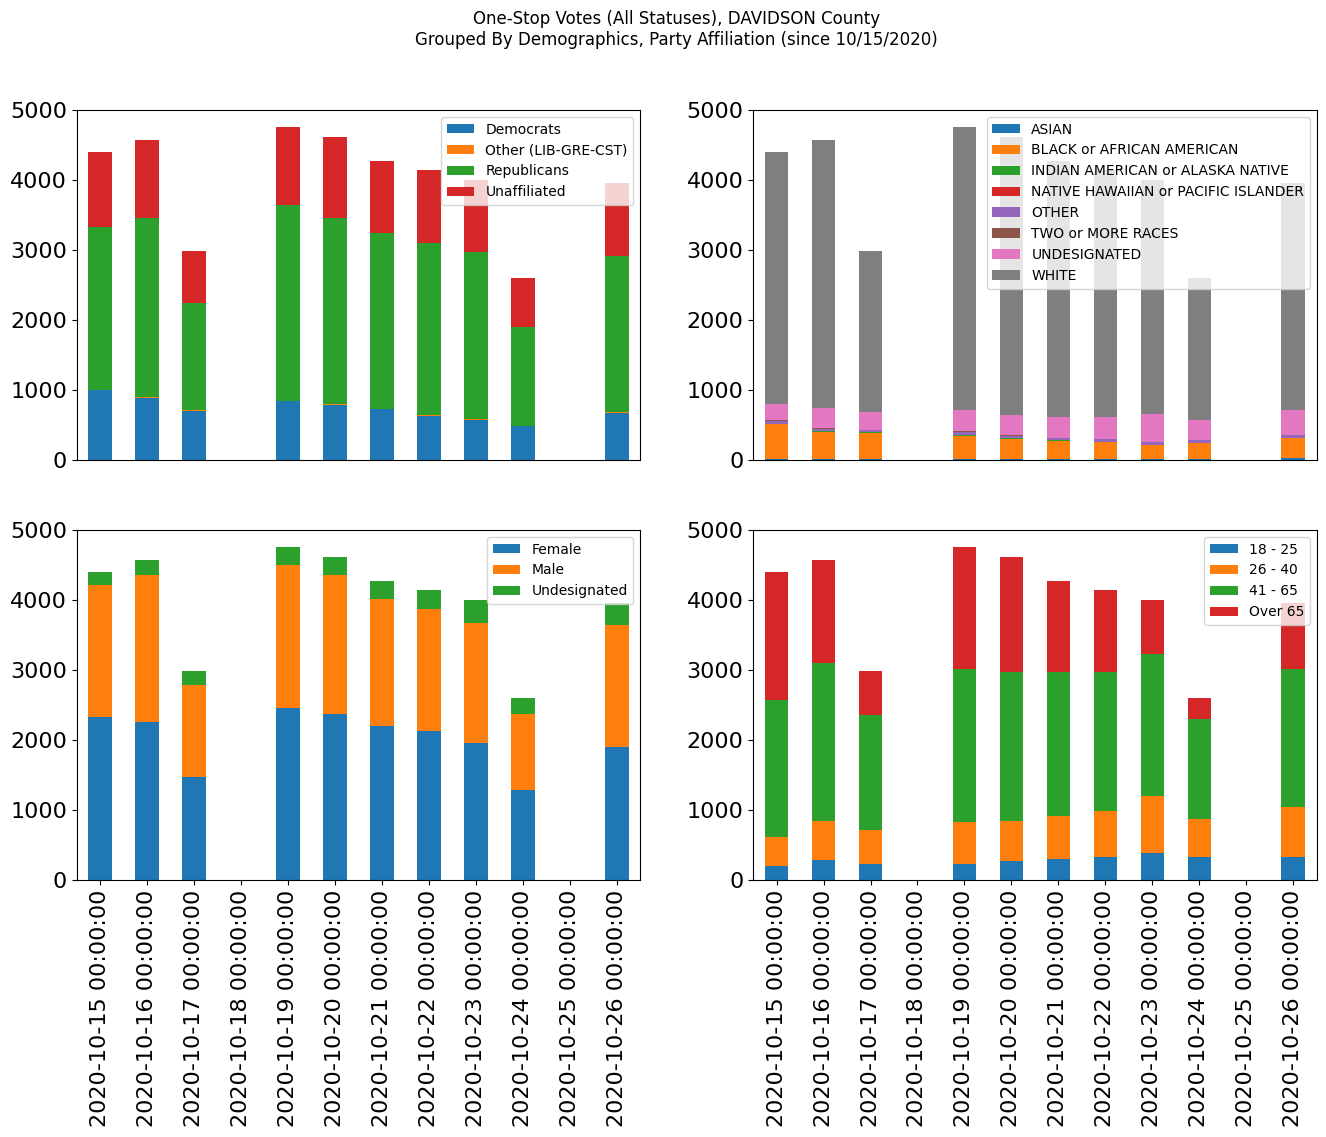 One-Stop Votes (All Statuses), DAVIDSON County
Grouped By Demographics, Party Affiliation (since 10/15/2020)
5000
4000
3000
2000
1000
0
Democrats
Other (LIB-GRE-CST)
Republicans
Unaffiliated
5000
4000
3000
2000
1000
0
ASIAN
BLACK or AFRICAN AMERICAN
INDIAN AMERICAN or ALASKA NATIVE
NATIVE HAWAIIAN or PACIFIC ISLANDER
OTHER
TWO or MORE RACES
UNDESIGNATED
WHITE
5000
4000
3000
2000
1000
0
Female
Male
Undesignated
2020-10-15 00:00:00
2020-10-16 00:00:00
2020-10-17 00:00:00
2020-10-18 00:00:00
2020-10-19 00:00:00
2020-10-20 00:00:00
2020-10-21 00:00:00
2020-10-22 00:00:00
2020-10-23 00:00:00
2020-10-24 00:00:00
2020-10-25 00:00:00
2020-10-26 00:00:00
5000
4000
3000
2000
1000
0
18 - 25
26 - 40
41 - 65
Over 65
2020-10-15 00:00:00
2020-10-16 00:00:00
2020-10-17 00:00:00
2020-10-18 00:00:00
2020-10-19 00:00:00
2020-10-20 00:00:00
2020-10-21 00:00:00
2020-10-22 00:00:00
2020-10-23 00:00:00
2020-10-24 00:00:00
2020-10-25 00:00:00
2020-10-26 00:00:00